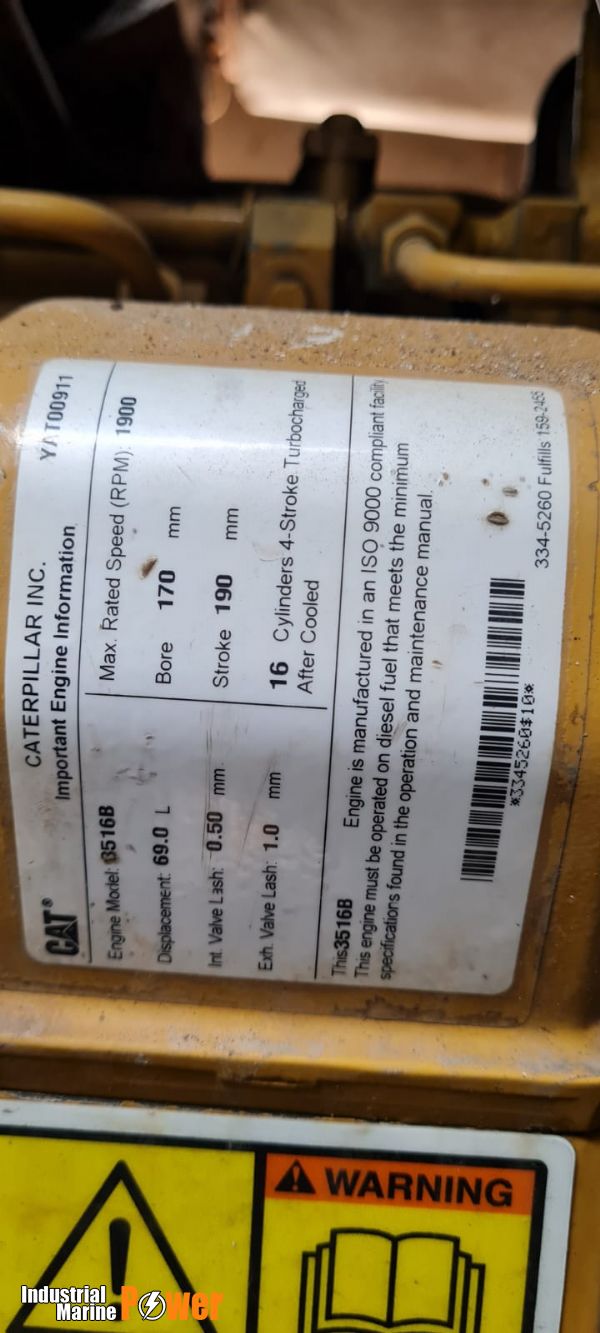 CAT®
CATERPILLAR INC.
Important Engine Information
Engine Model: 3516B
Max. Rated Speed (RPM): 1900
Displacement: 69.0 L
Bore 170 mm
Int. Valve Lash: 0.50 mm
Stroke 190 mm
Exh. Valve Lash: 1.0 mm
16 Cylinders 4-Stroke Turbocharged
After Cooled
This 3516B Engine is manufactured in an ISO 9000 compliant facility
This engine must be operated on diesel fuel that meets the minimum
specifications found in the operation and maintenance manual.
*3345260$10*
334-5260 Fulfills
WARNING
Industrial
Marine Power